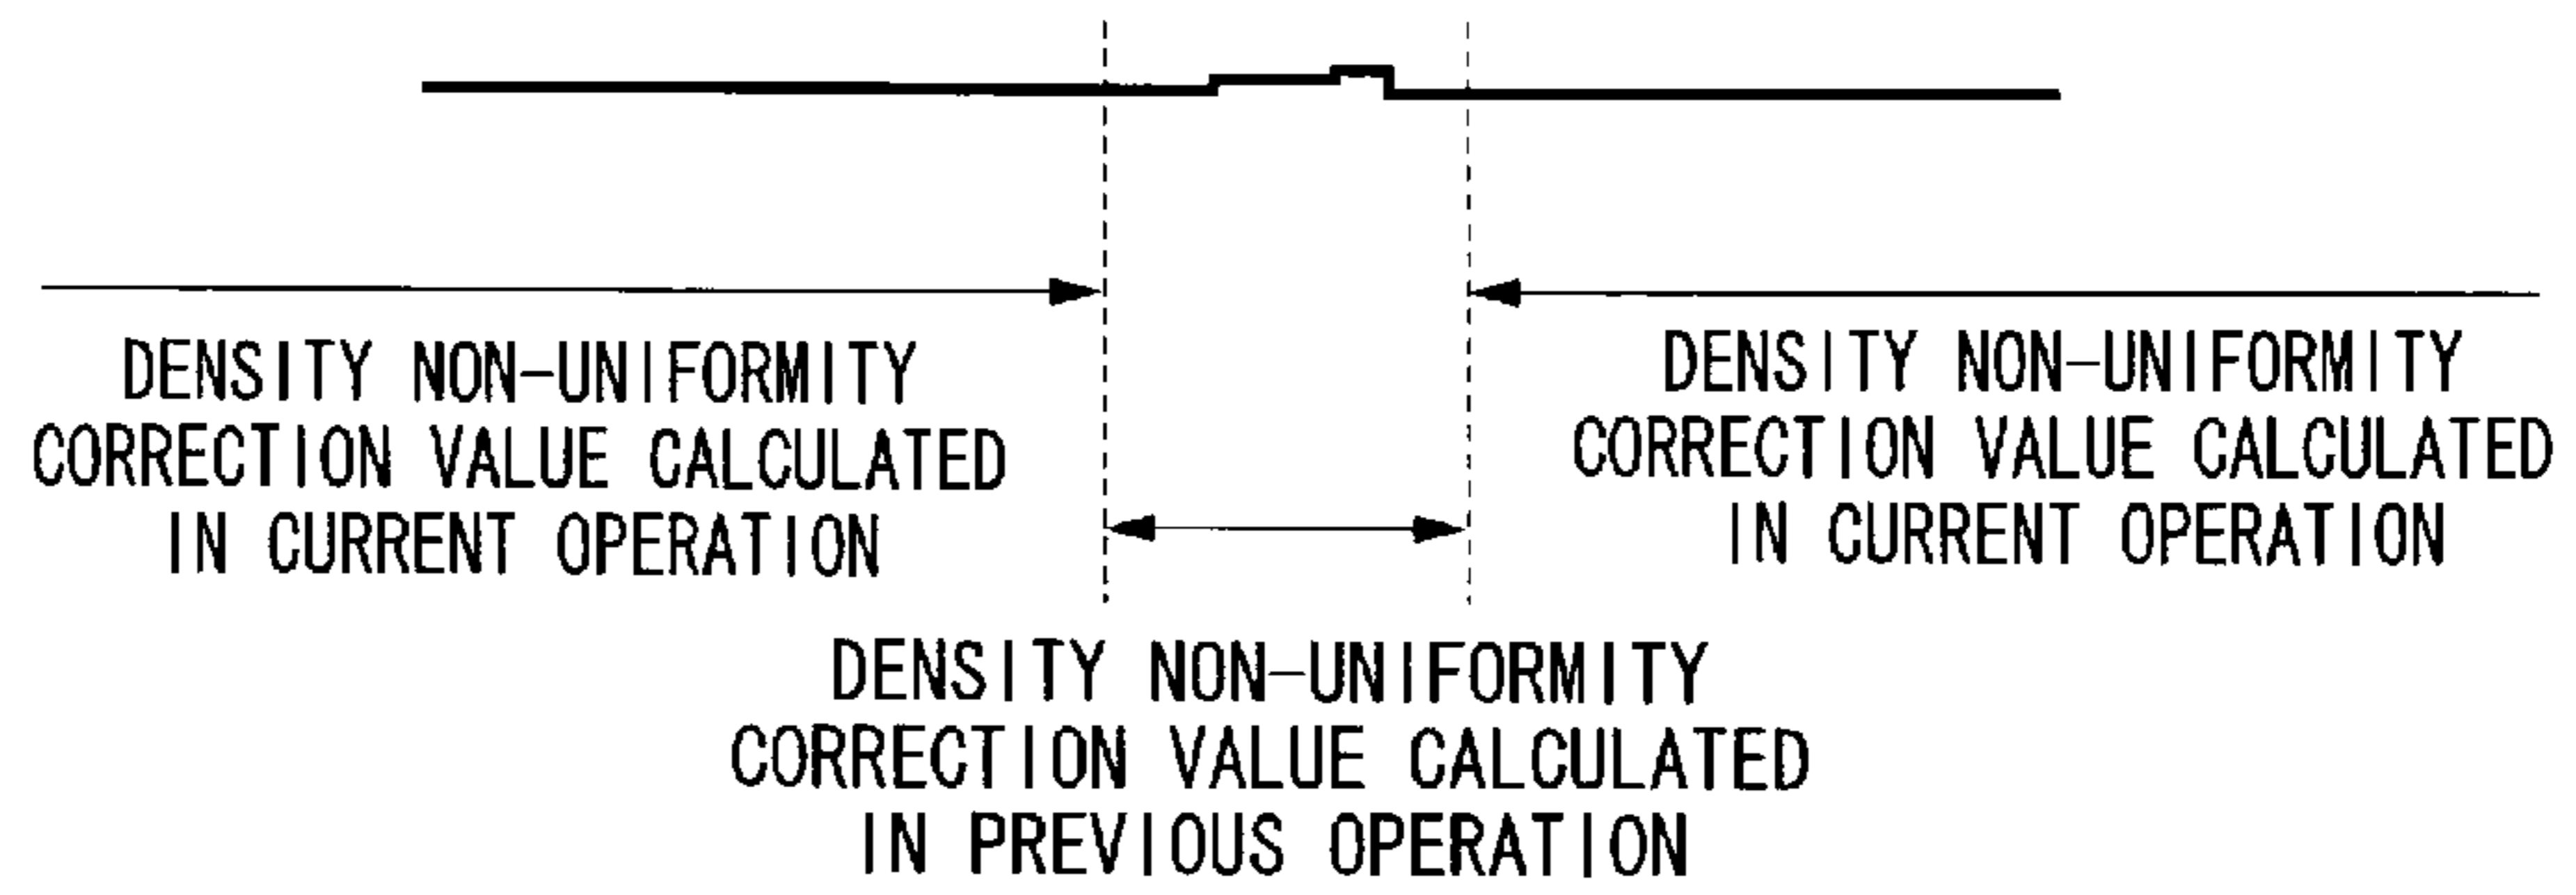 DENSITY NON-UNIFORMITY
CORRECTION VALUE CALCULATED
IN CURRENT OPERATION
DENSITY NON-UNIFORMITY
CORRECTION VALUE CALCULATED
IN CURRENT OPERATION
DENSITY NON-UNIFORMITY
CORRECTION VALUE CALCULATED
IN PREVIOUS OPERATION